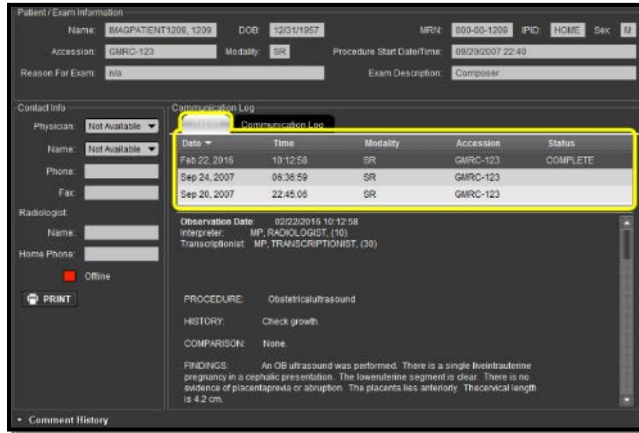 Patient / Exam Information
Name: IMAGPATIENT1209, 1209 DOB: 12/31/1957 MRN: 000-00-1209 IPID: HOME Sex: M
Accession: GMRC-123 Modality: SR Procedure Start Date/Time: 09/20/2007 22:40
Reason For Exam: n/a Exam Description: Composer
Contact Info
Physician: Not Available
Name: Not Available
Phone:
Fax:
Radiologist
Name:
Home Phone:
Offline
PRINT
Communication Log
Report Communication Log
Date Time Modality Accession Status
Feb 22, 2016 10:12:58 SR GMRC-123 COMPLETE
Sep 24, 2007 06:36:59 SR GMRC-123
Sep 20, 2007 22:45:06 SR GMRC-123
Observation Date: 02/22/2016 10:12:58
Interpreter: MP, RADIOLOGIST, (10)
Transcriptionist: MP, TRANSCRIPTIONIST, (30)
PROCEDURE: Obstetricalultrasound
HISTORY: Check growth.
COMPARISON: None.
FINDINGS: An OB ultrasound was performed. There is a single liveintrauterine
pregnancy in a cephalic presentation. The loweruterine segment is clear. There is no
evidence of placentaprevia or abruption. The placenta lies anteriorly. Thecervical length
is 4.2 cm.
Comment History